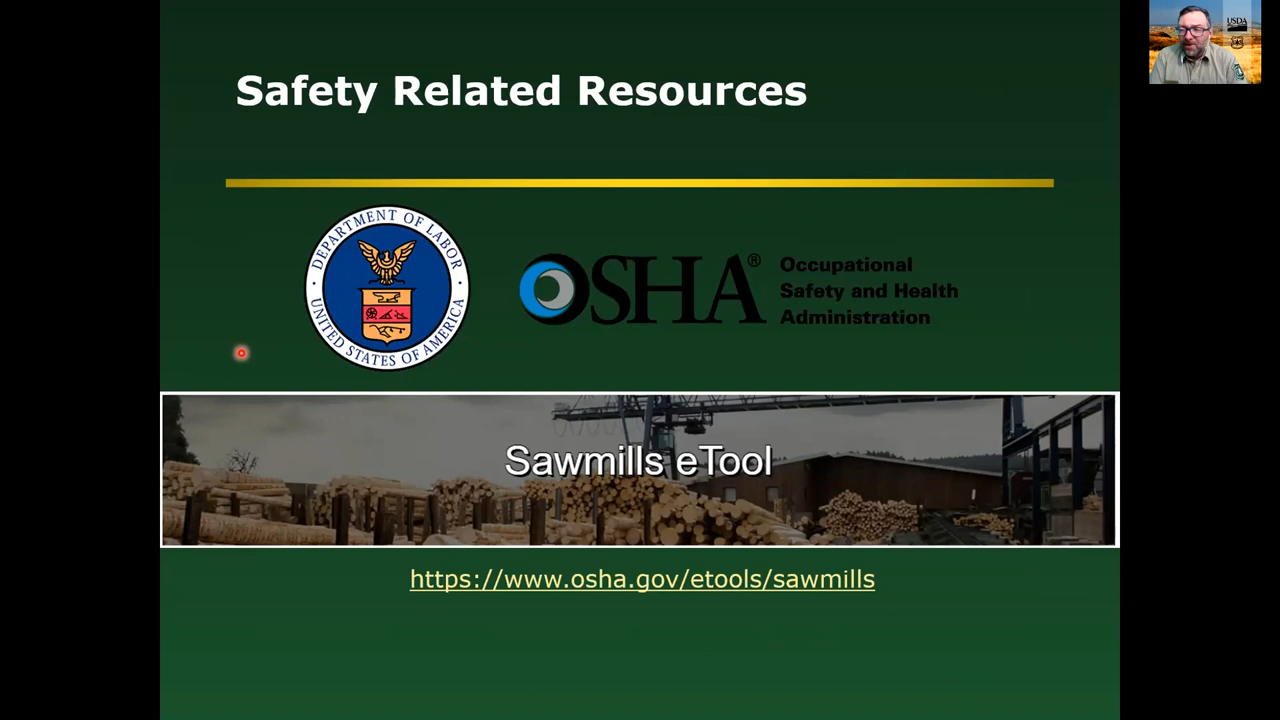 Safety Related Resources
USDA
DEPARTMENT OF LABOR
UNITED STATES OF AMERICA
OSHA®
Occupational
Safety and Health
Administration
Sawmills eTool
https://www.osha.gov/etools/sawmills